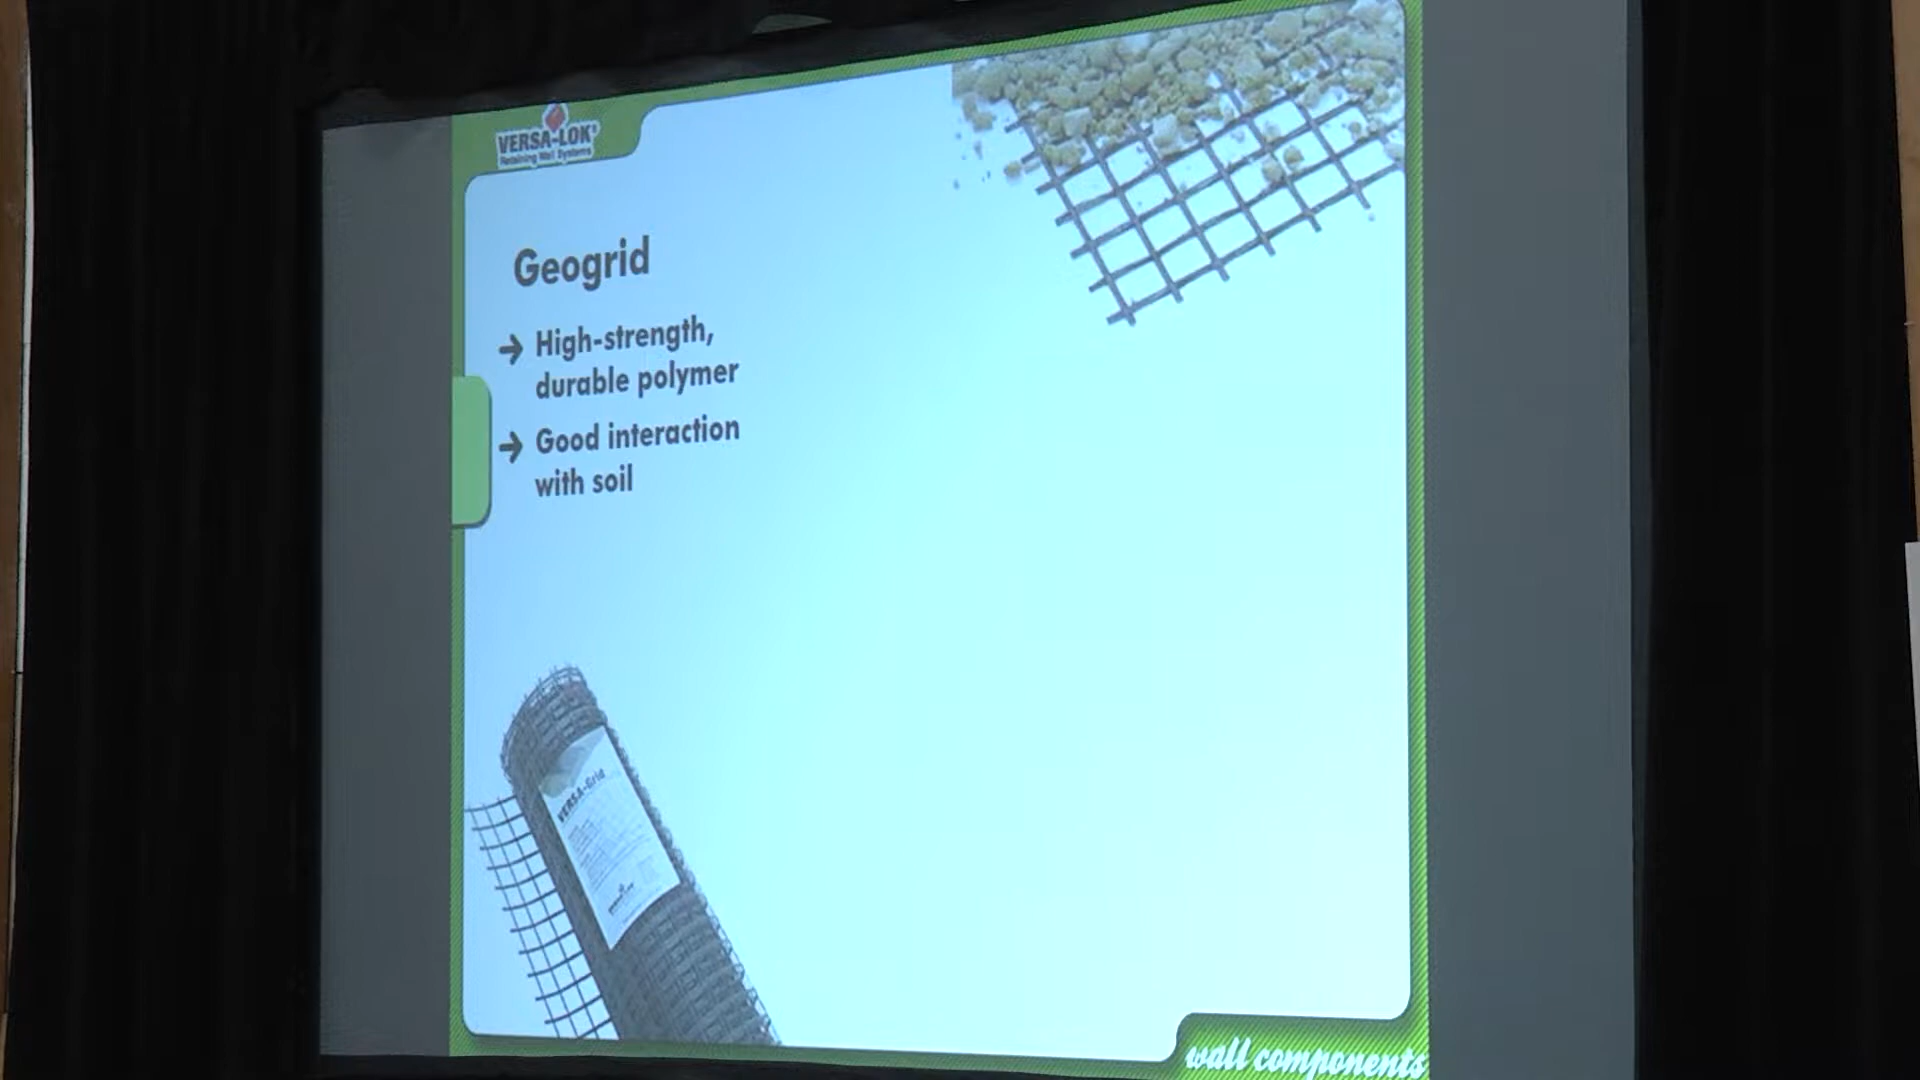 VERSA-LOK®
Retaining Wall Systems
Geogrid
→ High-strength,
durable polymer
→ Good interaction
with soil
VERSA-Grid
wall components